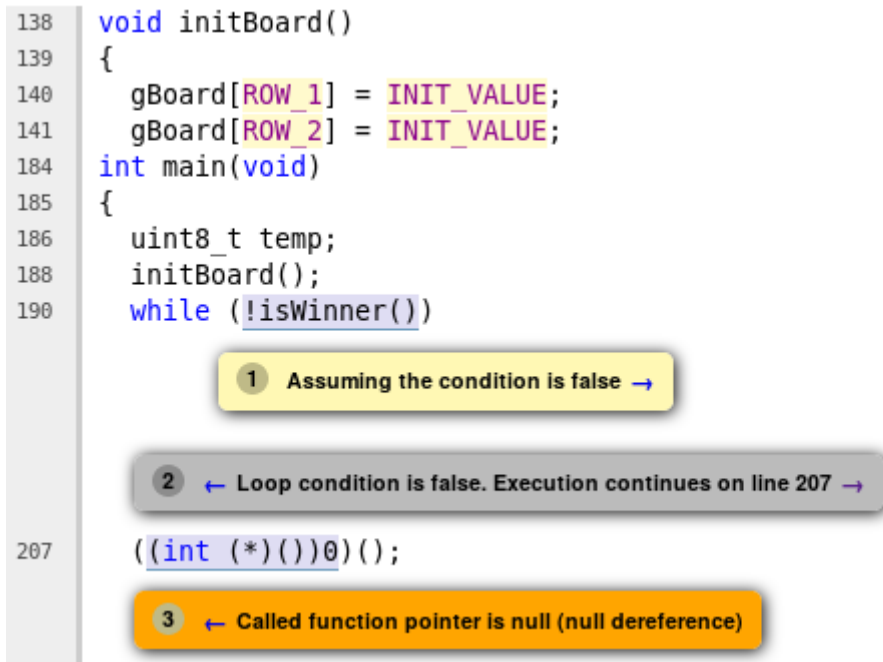 138 void initBoard()
139 {
140 gBoard[ROW_1] = INIT_VALUE;
141 gBoard[ROW_2] = INIT_VALUE;
184 int main(void)
185 {
186 uint8_t temp;
188 initBoard();
190 while (!isWinner())
1 Assuming the condition is false →
2 ← Loop condition is false. Execution continues on line 207 →
207 ((int (*)())0)();
3 ← Called function pointer is null (null dereference)